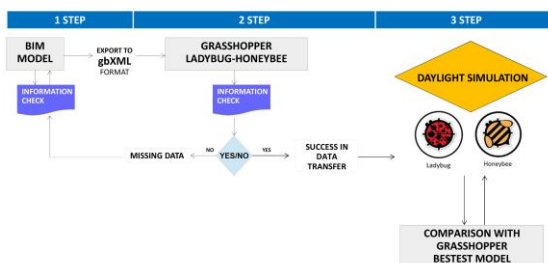 1 STEP
2 STEP
3 STEP
BIM
MODEL
EXPORT TO
gbXML
FORMAT
GRASSHOPPER
LADYBUG-HONEYBEE
INFORMATION
CHECK
INFORMATION
CHECK
DAYLIGHT SIMULATION
Ladybug
Honeybee
MISSING DATA
NO
YES/NO
YES
SUCCESS IN
DATA
TRANSFER
COMPARISON WITH
GRASSHOPPER
BESTEST MODEL